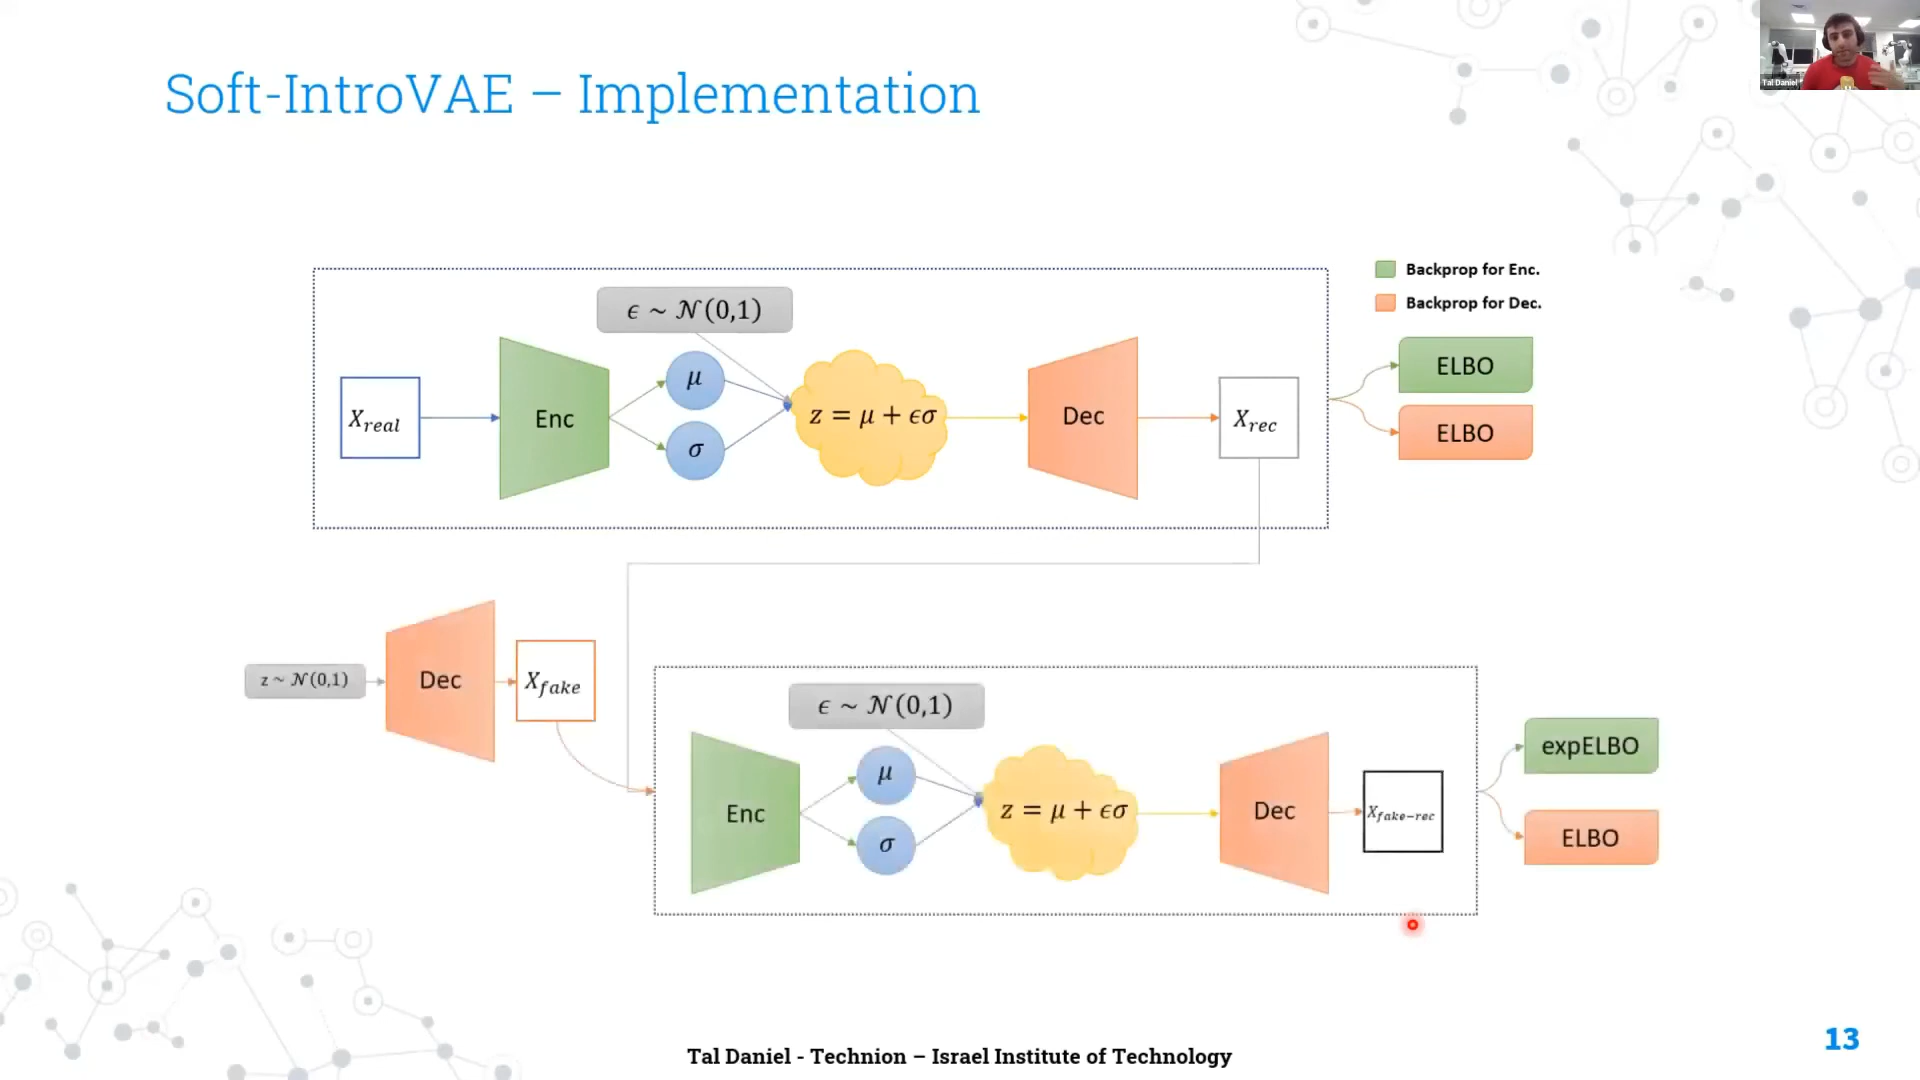 Soft-IntroVAE – Implementation
Tal Daniel
Backprop for Enc.
Backprop for Dec.
ϵ ~ 𝒩(0,1)
X_real
Enc
μ
σ
z = μ + ϵσ
Dec
X_rec
ELBO
ELBO
z ~ 𝒩(0,1)
Dec
X_fake
ϵ ~ 𝒩(0,1)
Enc
μ
σ
z = μ + ϵσ
Dec
X_fake−rec
expELBO
ELBO
Tal Daniel - Technion – Israel Institute of Technology
13